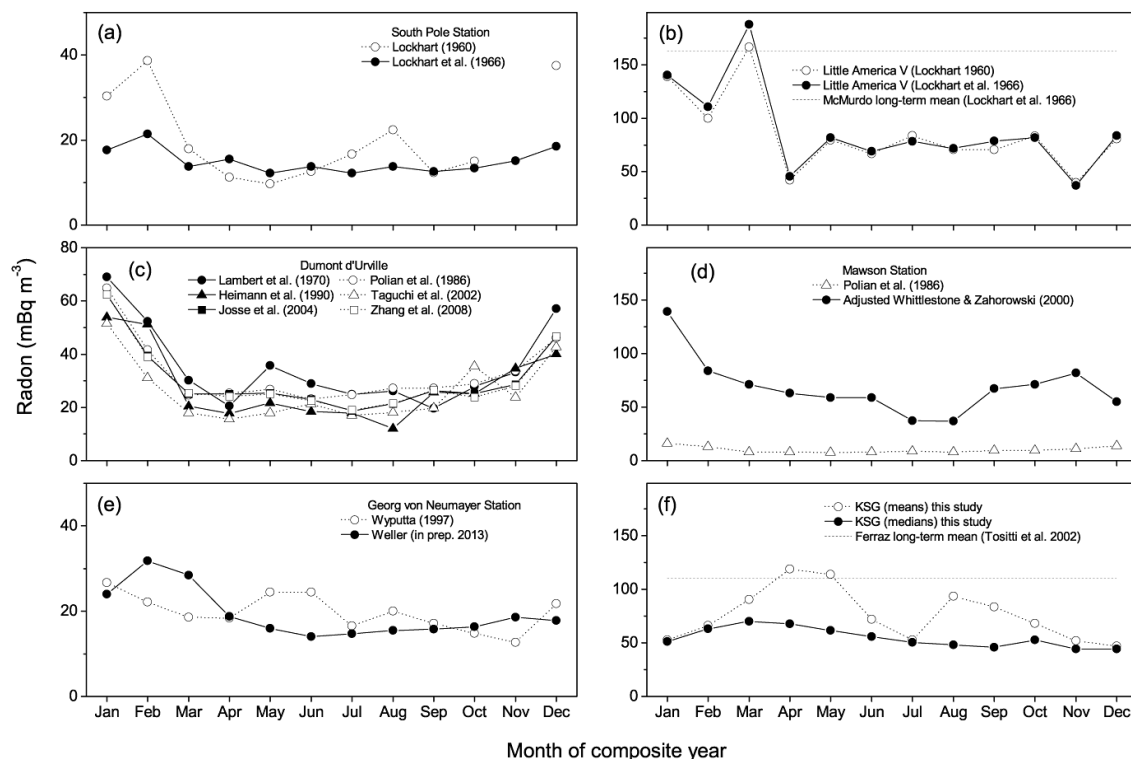 (a)
South Pole Station
Lockhart (1960)
Lockhart et al. (1966)
40
20
0
(b)
Little America V (Lockhart 1960)
Little America V (Lockhart et al. 1966)
McMurdo long-term mean (Lockhart et al. 1966)
150
100
50
0
(c)
Dumont d'Urville
Lambert et al. (1970) Polian et al. (1986)
Heimann et al. (1990) Taguchi et al. (2002)
Josse et al. (2004) Zhang et al. (2008)
80
60
40
20
0
Radon (mBq m⁻³)
(d)
Mawson Station
Polian et al. (1986)
Adjusted Whittlestone & Zahorowski (2000)
150
100
50
0
(e)
Georg von Neumayer Station
Wyputta (1997)
Weller (in prep. 2013)
40
20
0
Jan Feb Mar Apr May Jun Jul Aug Sep Oct Nov Dec
(f)
KSG (means) this study
KSG (medians) this study
Ferraz long-term mean (Tositti et al. 2002)
150
100
50
0
Jan Feb Mar Apr May Jun Jul Aug Sep Oct Nov Dec
Month of composite year